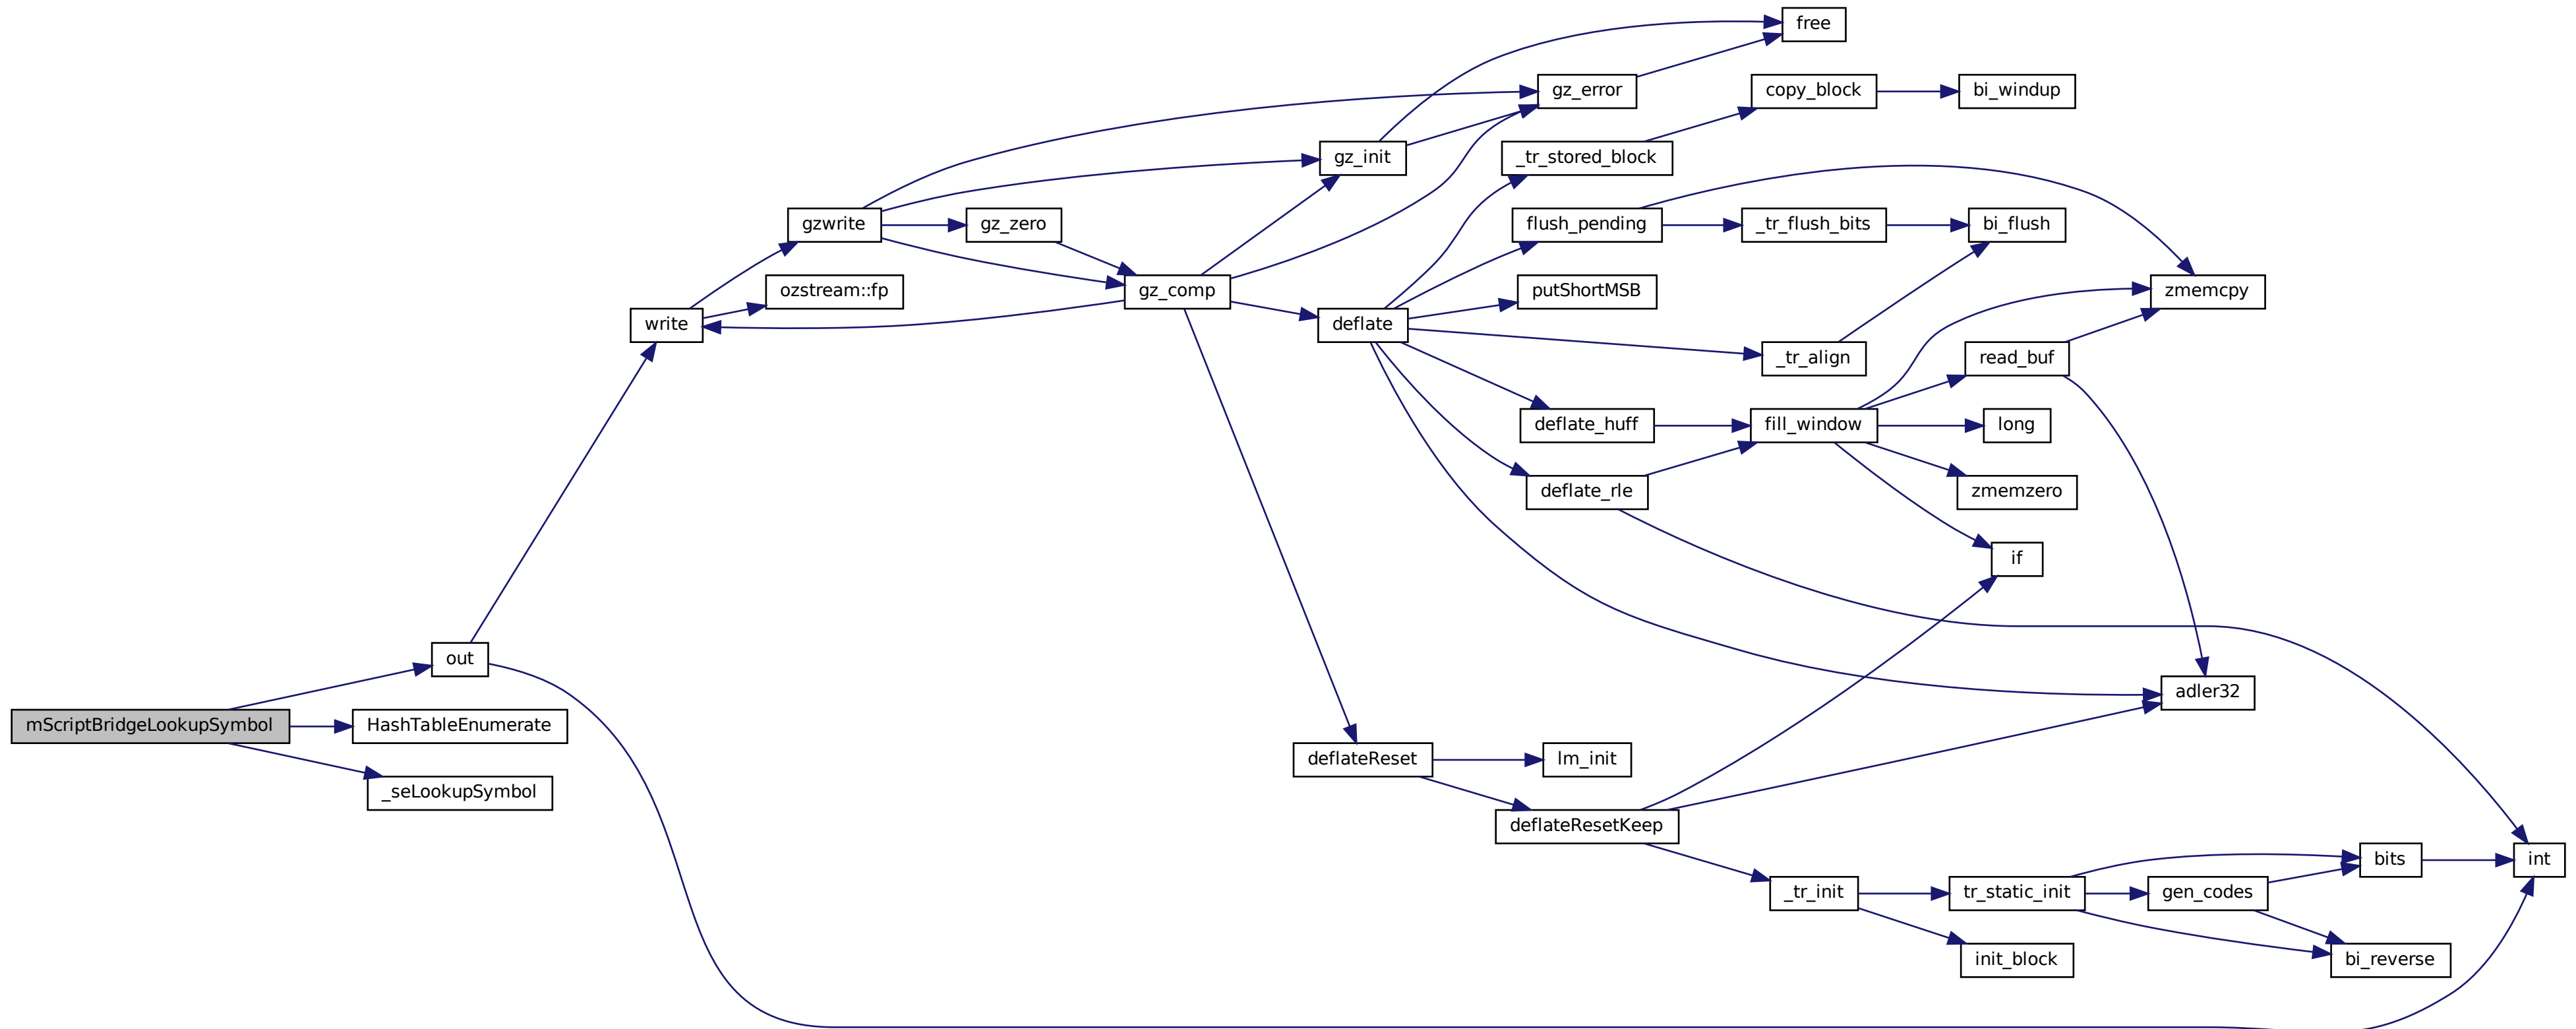 free
gz_error
copy_block
bi_windup
gz_init
_tr_stored_block
gzwrite
gz_zero
flush_pending
_tr_flush_bits
bi_flush
ozstream::fp
gz_comp
putShortMSB
zmemcpy
write
deflate
_tr_align
read_buf
deflate_huff
fill_window
long
deflate_rle
zmemzero
if
out
adler32
mScriptBridgeLookupSymbol
HashTableEnumerate
deflateReset
lm_init
_seLookupSymbol
deflateResetKeep
bits
int
_tr_init
tr_static_init
gen_codes
init_block
bi_reverse